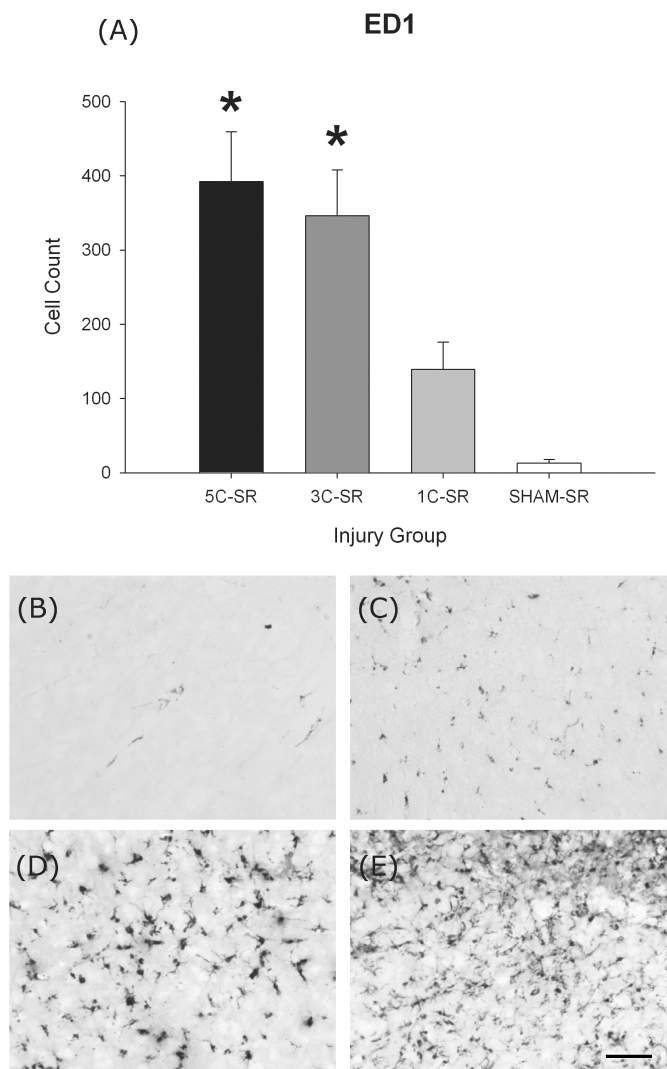 (A)
ED1
500
400
300
200
100
0
Cell Count
* *
5C-SR 3C-SR 1C-SR SHAM-SR
Injury Group
(B) (C)
(D) (E)